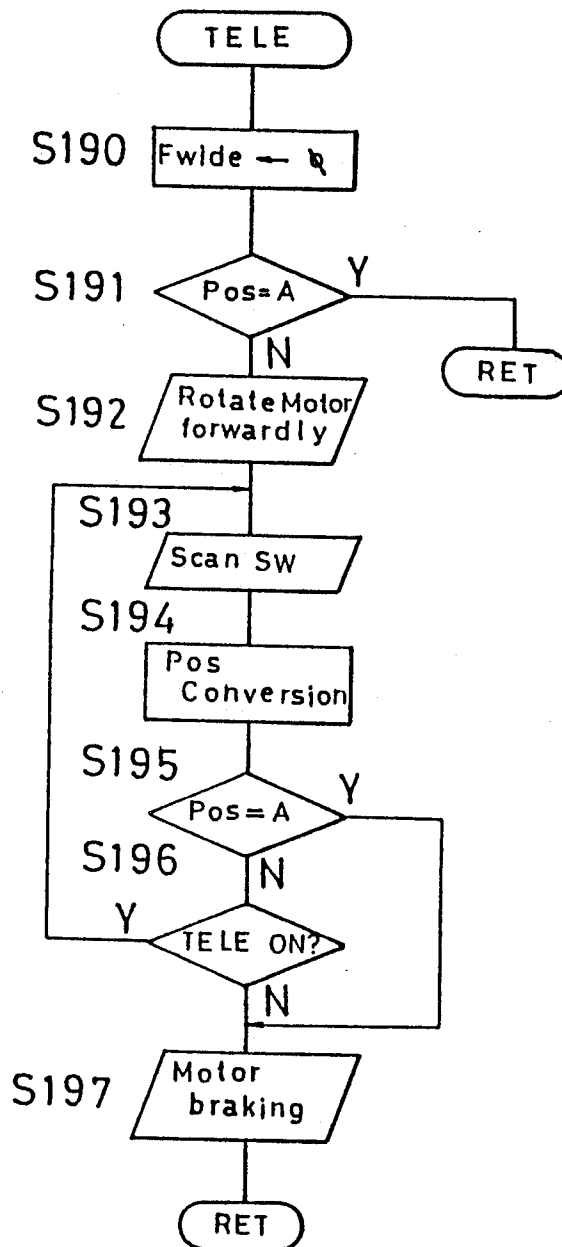 TELE
S190
Fwide ← 0
S191
Pos=A
Y
N
RET
S192
Rotate Motor
forwardly
S193
Scan SW
S194
Pos
Conversion
S195
Pos=A
Y
S196
N
Y
TELE ON?
N
S197
Motor
braking
RET